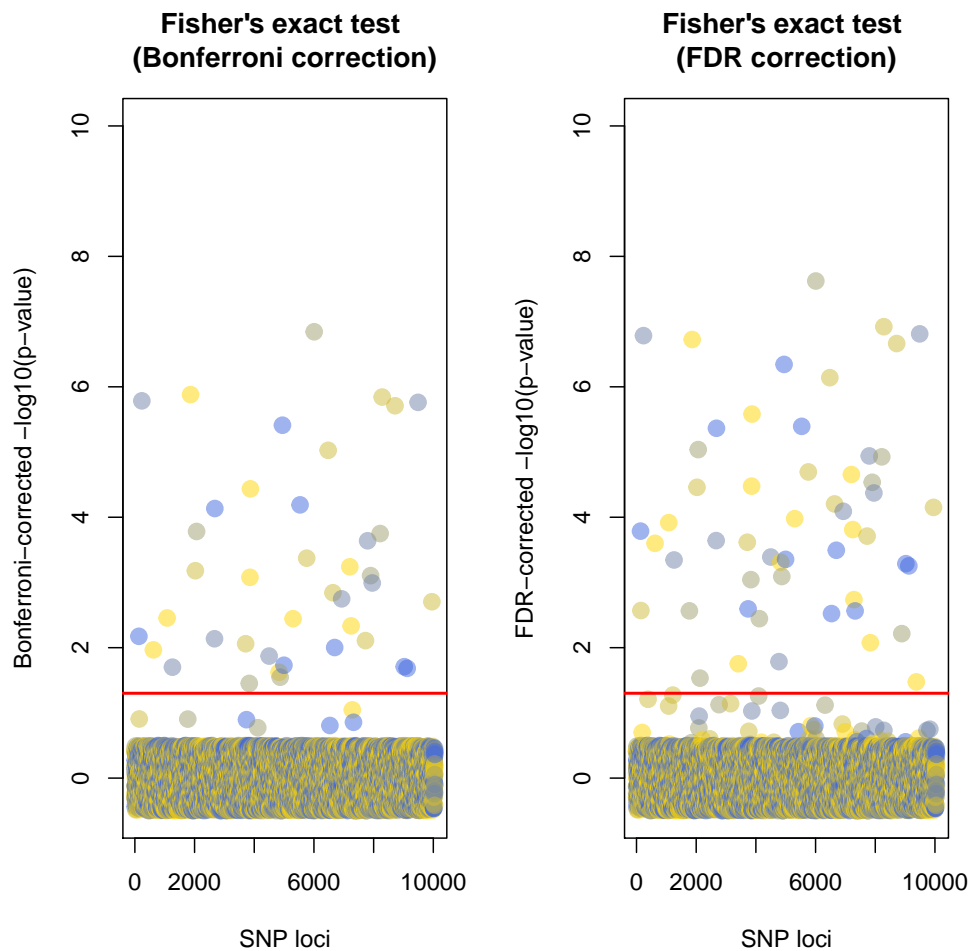 Fisher's exact test
(Bonferroni correction)
Bonferroni−corrected −log10(p−value)
10
8
6
4
2
0
0 2000 6000 10000
SNP loci
Fisher's exact test
(FDR correction)
FDR−corrected −log10(p−value)
10
8
6
4
2
0
0 2000 6000 10000
SNP loci